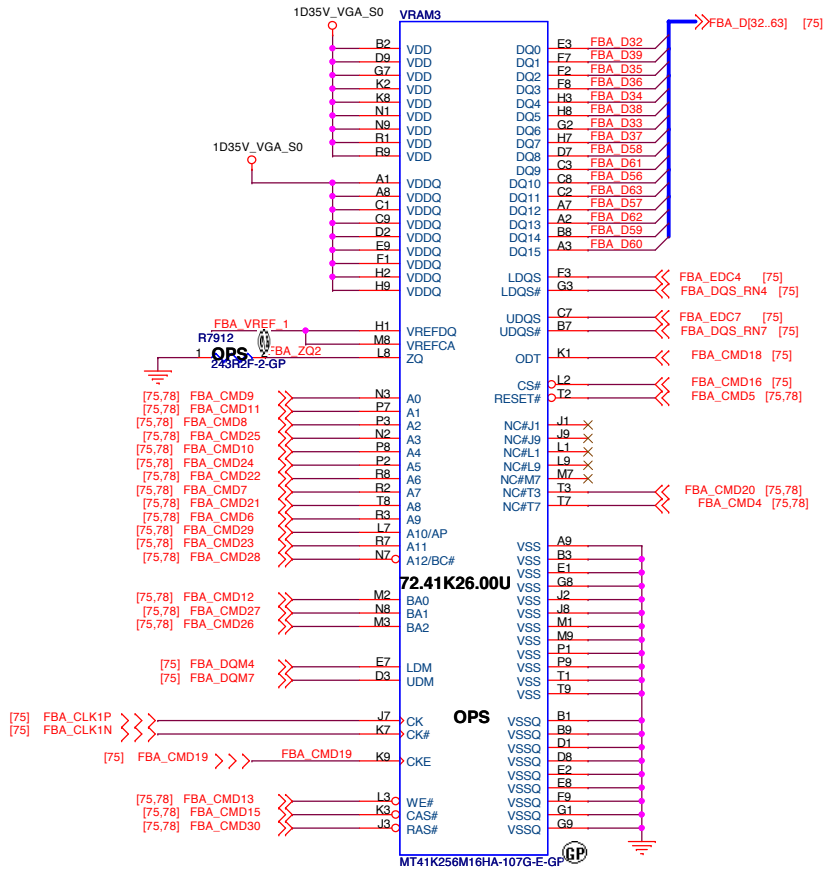 1D35V_VGA_S0 VRAM3
FBA_D[32..63] [75]
B2 VDD DQ0 E3 FBA_D32
D9 VDD DQ1 F7 FBA_D39
G7 VDD DQ2 F2 FBA_D35
K2 VDD DQ3 F8 FBA_D36
K8 VDD DQ4 H3 FBA_D34
N1 VDD DQ5 H8 FBA_D38
N9 VDD DQ6 G2 FBA_D33
R1 VDD DQ7 H7 FBA_D37
R9 VDD DQ8 D7 FBA_D58
1D35V_VGA_S0
DQ9 C3 FBA_D61
A1 VDDQ DQ10 C8 FBA_D56
A8 VDDQ DQ11 C2 FBA_D63
C1 VDDQ DQ12 A7 FBA_D57
C9 VDDQ DQ13 A2 FBA_D62
D2 VDDQ DQ14 B8 FBA_D59
E9 VDDQ DQ15 A3 FBA_D60
F1 VDDQ
H2 VDDQ LDQS F3 FBA_EDC4 [75]
H9 VDDQ LDQS# G3 FBA_DQS_RN4 [75]
UDQS C7 FBA_EDC7 [75]
FBA_VREF_1 H1 VREFDQ UDQS# B7 FBA_DQS_RN7 [75]
R7912 M8 VREFCA
1 OPS FBA_ZQ2 L8 ZQ ODT K1 FBA_CMD18 [75]
243R2F-2-GP
CS# L2 FBA_CMD16 [75]
[75,78] FBA_CMD9 N3 A0 RESET# T2 FBA_CMD5 [75,78]
[75,78] FBA_CMD11 P7 A1
[75,78] FBA_CMD8 P3 A2 NC#J1 J1
[75,78] FBA_CMD25 N2 A3 NC#J9 J9
[75,78] FBA_CMD10 P8 A4 NC#L1 L1
[75,78] FBA_CMD24 P2 A5 NC#L9 L9
[75,78] FBA_CMD22 R8 A6 NC#M7 M7
[75,78] FBA_CMD7 R2 A7 NC#T3 T3 FBA_CMD20 [75,78]
[75,78] FBA_CMD21 T8 A8 NC#T7 T7 FBA_CMD4 [75,78]
[75,78] FBA_CMD6 R3 A9
[75,78] FBA_CMD29 L7 A10/AP
[75,78] FBA_CMD23 R7 A11 VSS A9
[75,78] FBA_CMD28 N7 A12/BC# VSS B3
VSS E1
72.41K26.00U VSS G8
[75,78] FBA_CMD12 M2 BA0 VSS J2
[75,78] FBA_CMD27 N8 BA1 VSS J8
[75,78] FBA_CMD26 M3 BA2 VSS M1
VSS M9
VSS P1
[75] FBA_DQM4 E7 LDM VSS P9
[75] FBA_DQM7 D3 UDM VSS T1
VSS T9
OPS
[75] FBA_CLK1P J7 CK VSSQ B1
[75] FBA_CLK1N K7 CK# VSSQ B9
VSSQ D1
[75] FBA_CMD19 FBA_CMD19 K9 CKE VSSQ D8
VSSQ E2
VSSQ E8
[75,78] FBA_CMD13 L3 WE# VSSQ F9
[75,78] FBA_CMD15 K3 CAS# VSSQ G1
[75,78] FBA_CMD30 J3 RAS# VSSQ G9
MT41K256M16HA-107G-E-GP GP